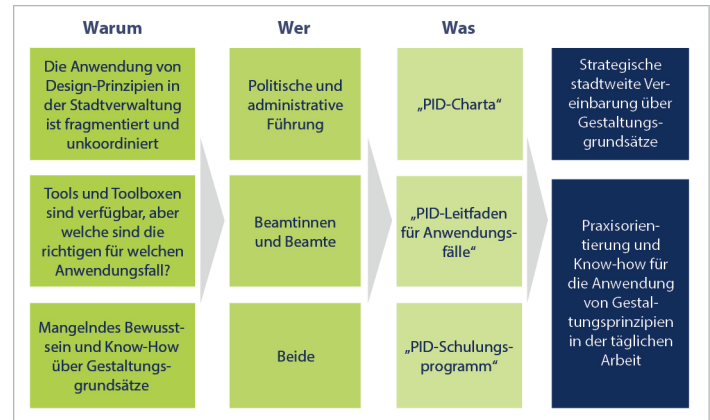 Warum
Wer
Was
Die Anwendung von
Design-Prinzipien in
der Stadtverwaltung
ist fragmentiert und
unkoordiniert
Politische und
administrative
Führung
„PID-Charta“
Strategische
stadtweite Ver-
einbarung über
Gestaltungs-
grundsätze
Tools und Toolboxen
sind verfügbar, aber
welche sind die
richtigen für welchen
Anwendungsfall?
Beamtinnen
und Beamte
„PID-Leitfaden
für Anwendungs-
fälle“
Praxisorien-
tierung und
Know-how für
die Anwendung
von Gestal-
tungsprinzipien
in der täglichen
Arbeit
Mangelndes Bewusst-
sein und Know-How
über Gestaltungs-
grundsätze
Beide
„PID-Schulungs-
programm“